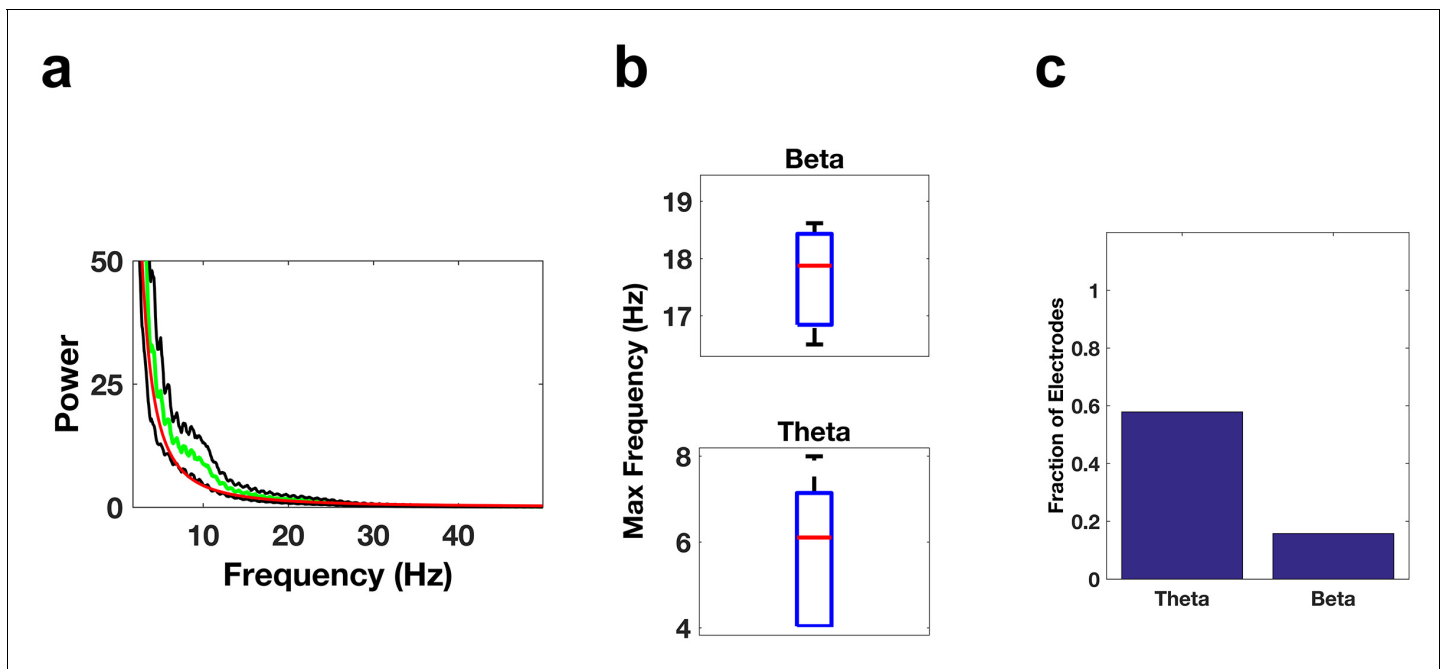 a
50
25
0
Power
10 20 30 40
Frequency (Hz)
b
Max Frequency (Hz)
Beta
19
18
17
Theta
8
6
4
c
Fraction of Electrodes
1
0.8
0.6
0.4
0.2
0
Theta Beta